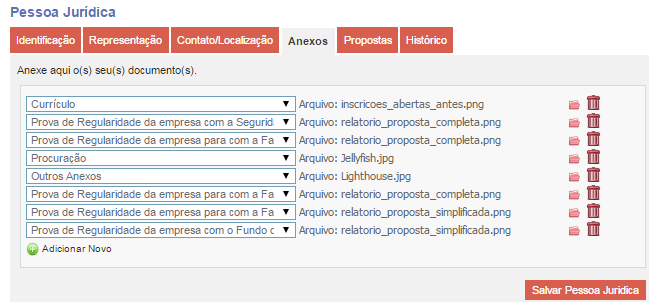 Pessoa Jurídica
Identificação Representação Contato/Localização Anexos Propostas Histórico
Anexe aqui o(s) seu(s) documento(s).
Currículo Arquivo: inscricoes_abertas_antes.png
Prova de Regularidade da empresa com a Segurida Arquivo: relatorio_proposta_completa.png
Prova de Regularidade da empresa para com a Fa Arquivo: relatorio_proposta_completa.png
Procuração Arquivo: Jellyfish.jpg
Outros Anexos Arquivo: Lighthouse.jpg
Prova de Regularidade da empresa para com a Fa Arquivo: relatorio_proposta_completa.png
Prova de Regularidade da empresa para com a Fa Arquivo: relatorio_proposta_simplificada.png
Prova de Regularidade da empresa com o Fundo d Arquivo: relatorio_proposta_simplificada.png
Adicionar Novo
Salvar Pessoa Juridica